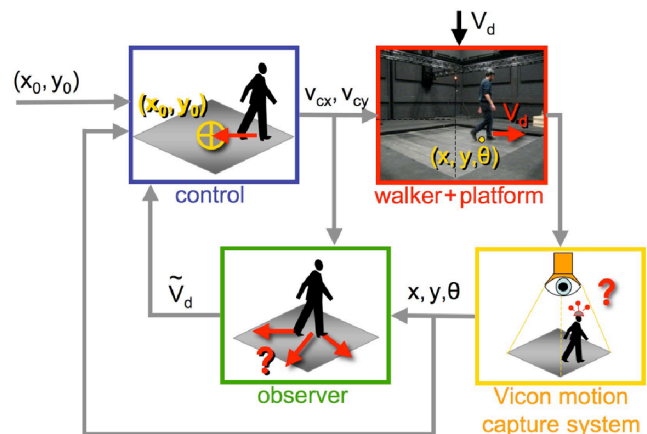 V_d
(x_0, y_0)
(x_0, y_0)
v_cx, v_cy
V_d
(x, y,θ)
control
walker+platform
Ṽ_d
x, y,θ
?
?
observer
Vicon motion
capture system